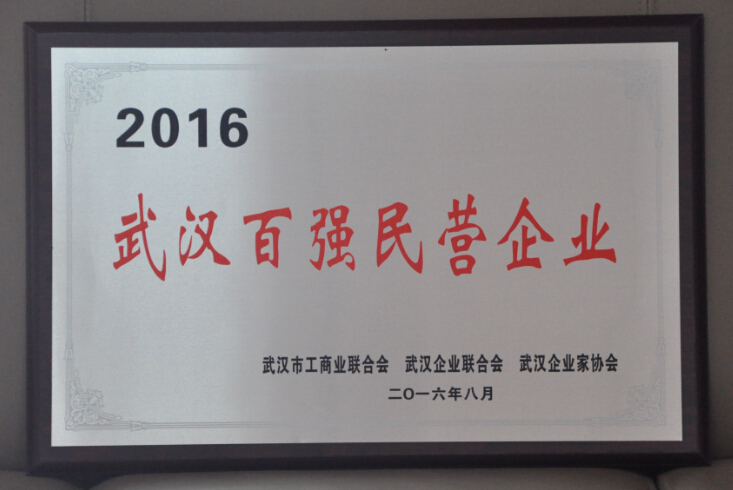 2016
武汉百强民营企业
武汉市工商业联合会 武汉企业联合会 武汉企业家协会
二〇一六年八月